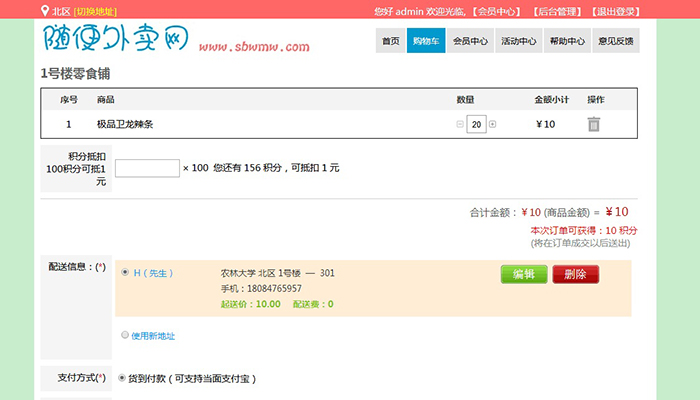 北区 [切换地址] 您好 admin 欢迎光临, 【会员中心】 【后台管理】 【退出登录】
随便外卖网 www.sbwmw.com
首页 购物车 会员中心 活动中心 帮助中心 意见反馈
1号楼零食铺
序号 商品 数量 金额小计 操作
1 极品卫龙辣条 20 ￥10
积分抵扣
100积分可抵1
元
× 100 您还有 156 积分，可抵扣 1 元
合计金额：￥10 (商品金额) = ￥10
本次订单可获得：10 积分
(将在订单成交以后送出)
配送信息：(*) H（先生） 农林大学 北区 1号楼 — 301 编辑 删除
手机：18084765957
起送价：10.00 配送费：0
使用新地址
支付方式(*) 货到付款（可支持当面支付宝）